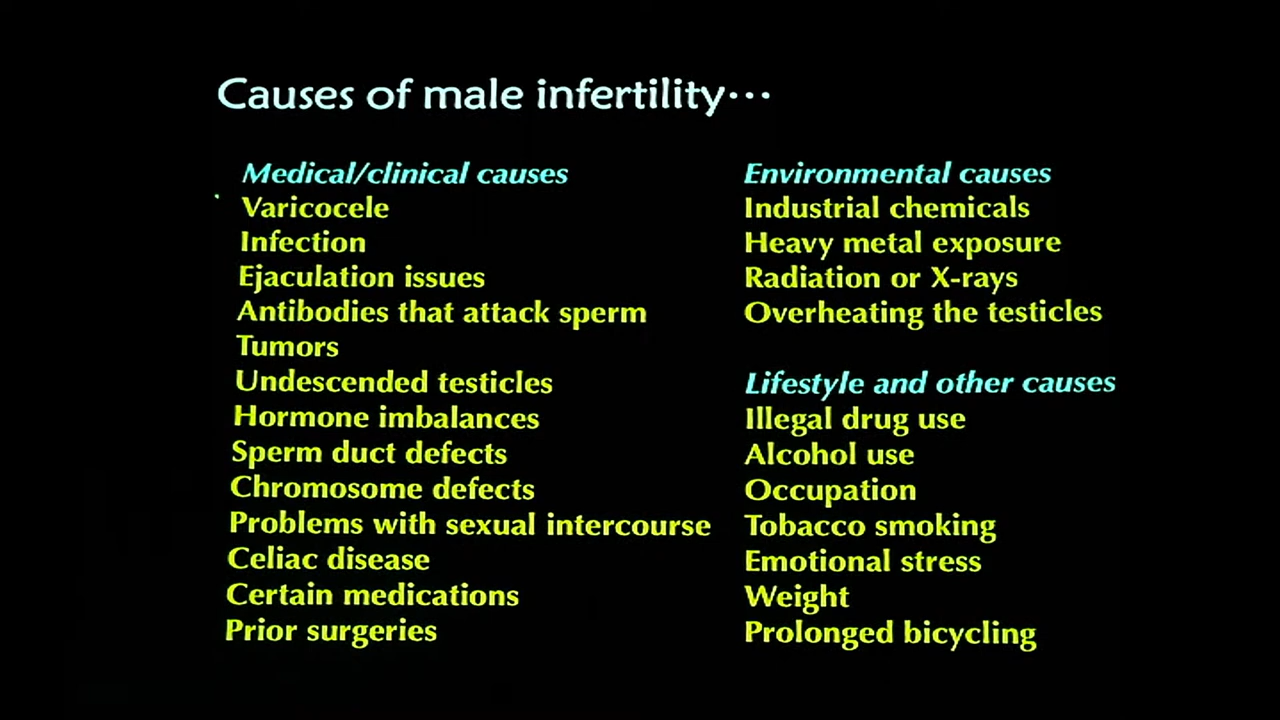 Causes of male infertility...
Medical/clinical causes
Varicocele
Infection
Ejaculation issues
Antibodies that attack sperm
Tumors
Undescended testicles
Hormone imbalances
Sperm duct defects
Chromosome defects
Problems with sexual intercourse
Celiac disease
Certain medications
Prior surgeries
Environmental causes
Industrial chemicals
Heavy metal exposure
Radiation or X-rays
Overheating the testicles
Lifestyle and other causes
Illegal drug use
Alcohol use
Occupation
Tobacco smoking
Emotional stress
Weight
Prolonged bicycling